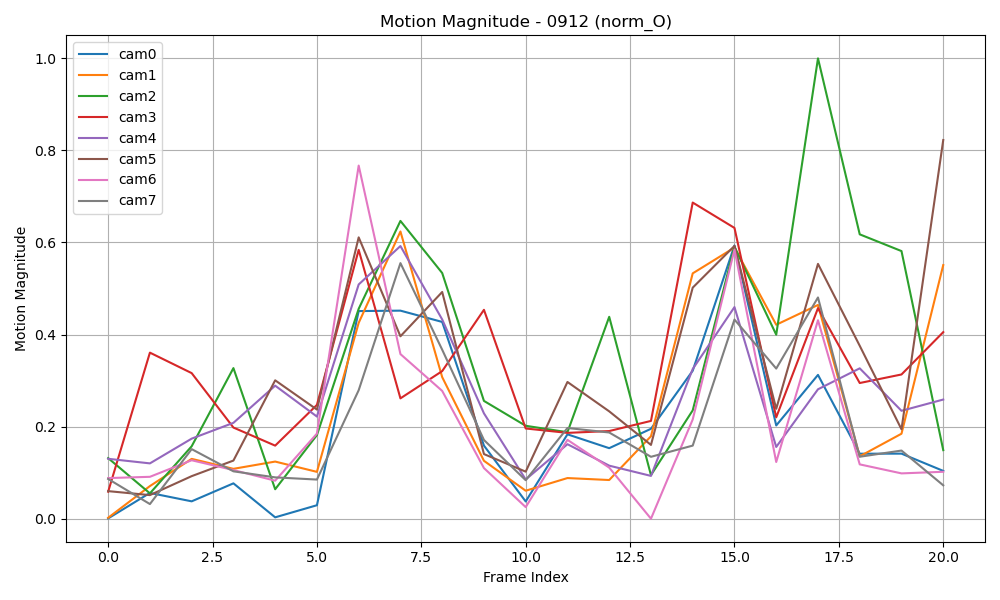 Motion Magnitude - 0912 (norm_O)
cam0
cam1
cam2
cam3
cam4
cam5
cam6
cam7
Motion Magnitude
1.0
0.8
0.6
0.4
0.2
0.0
0.0 2.5 5.0 7.5 10.0 12.5 15.0 17.5 20.0
Frame Index